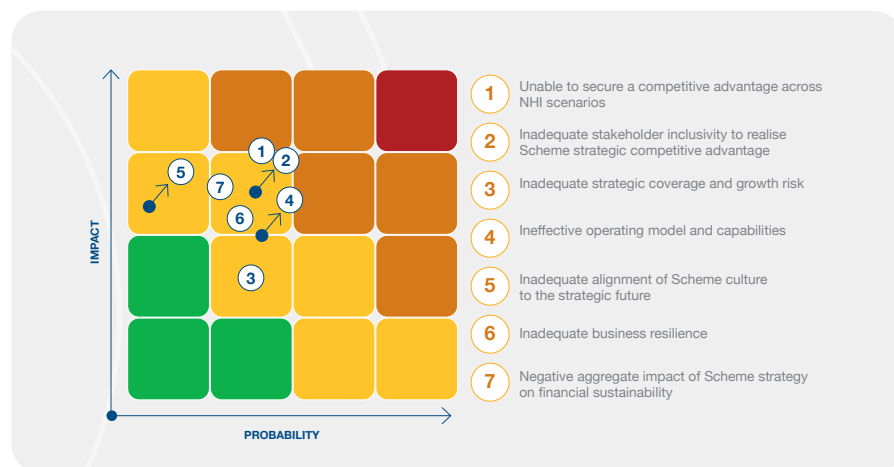 IMPACT
1
2
5
7
4
6
3
PROBABILITY
1
Unable to secure a competitive advantage across
NHI scenarios
2
Inadequate stakeholder inclusivity to realise
Scheme strategic competitive advantage
3
Inadequate strategic coverage and growth risk
4
Ineffective operating model and capabilities
5
Inadequate alignment of Scheme culture
to the strategic future
6
Inadequate business resilience
7
Negative aggregate impact of Scheme strategy
on financial sustainability